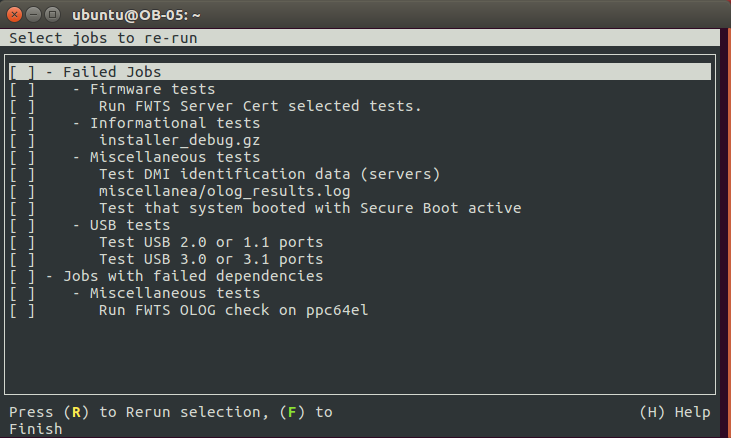 ubuntu@OB-05: ~
Select jobs to re-run
[ ] - Failed Jobs
[ ]    - Firmware tests
[ ]       Run FWTS Server Cert selected tests.
[ ]    - Informational tests
[ ]       installer_debug.gz
[ ]    - Miscellaneous tests
[ ]       Test DMI identification data (servers)
[ ]       miscellanea/olog_results.log
[ ]       Test that system booted with Secure Boot active
[ ]    - USB tests
[ ]       Test USB 2.0 or 1.1 ports
[ ]       Test USB 3.0 or 3.1 ports
[ ] - Jobs with failed dependencies
[ ]    - Miscellaneous tests
[ ]       Run FWTS OLOG check on ppc64el
Press (R) to Rerun selection, (F) to (H) Help
Finish